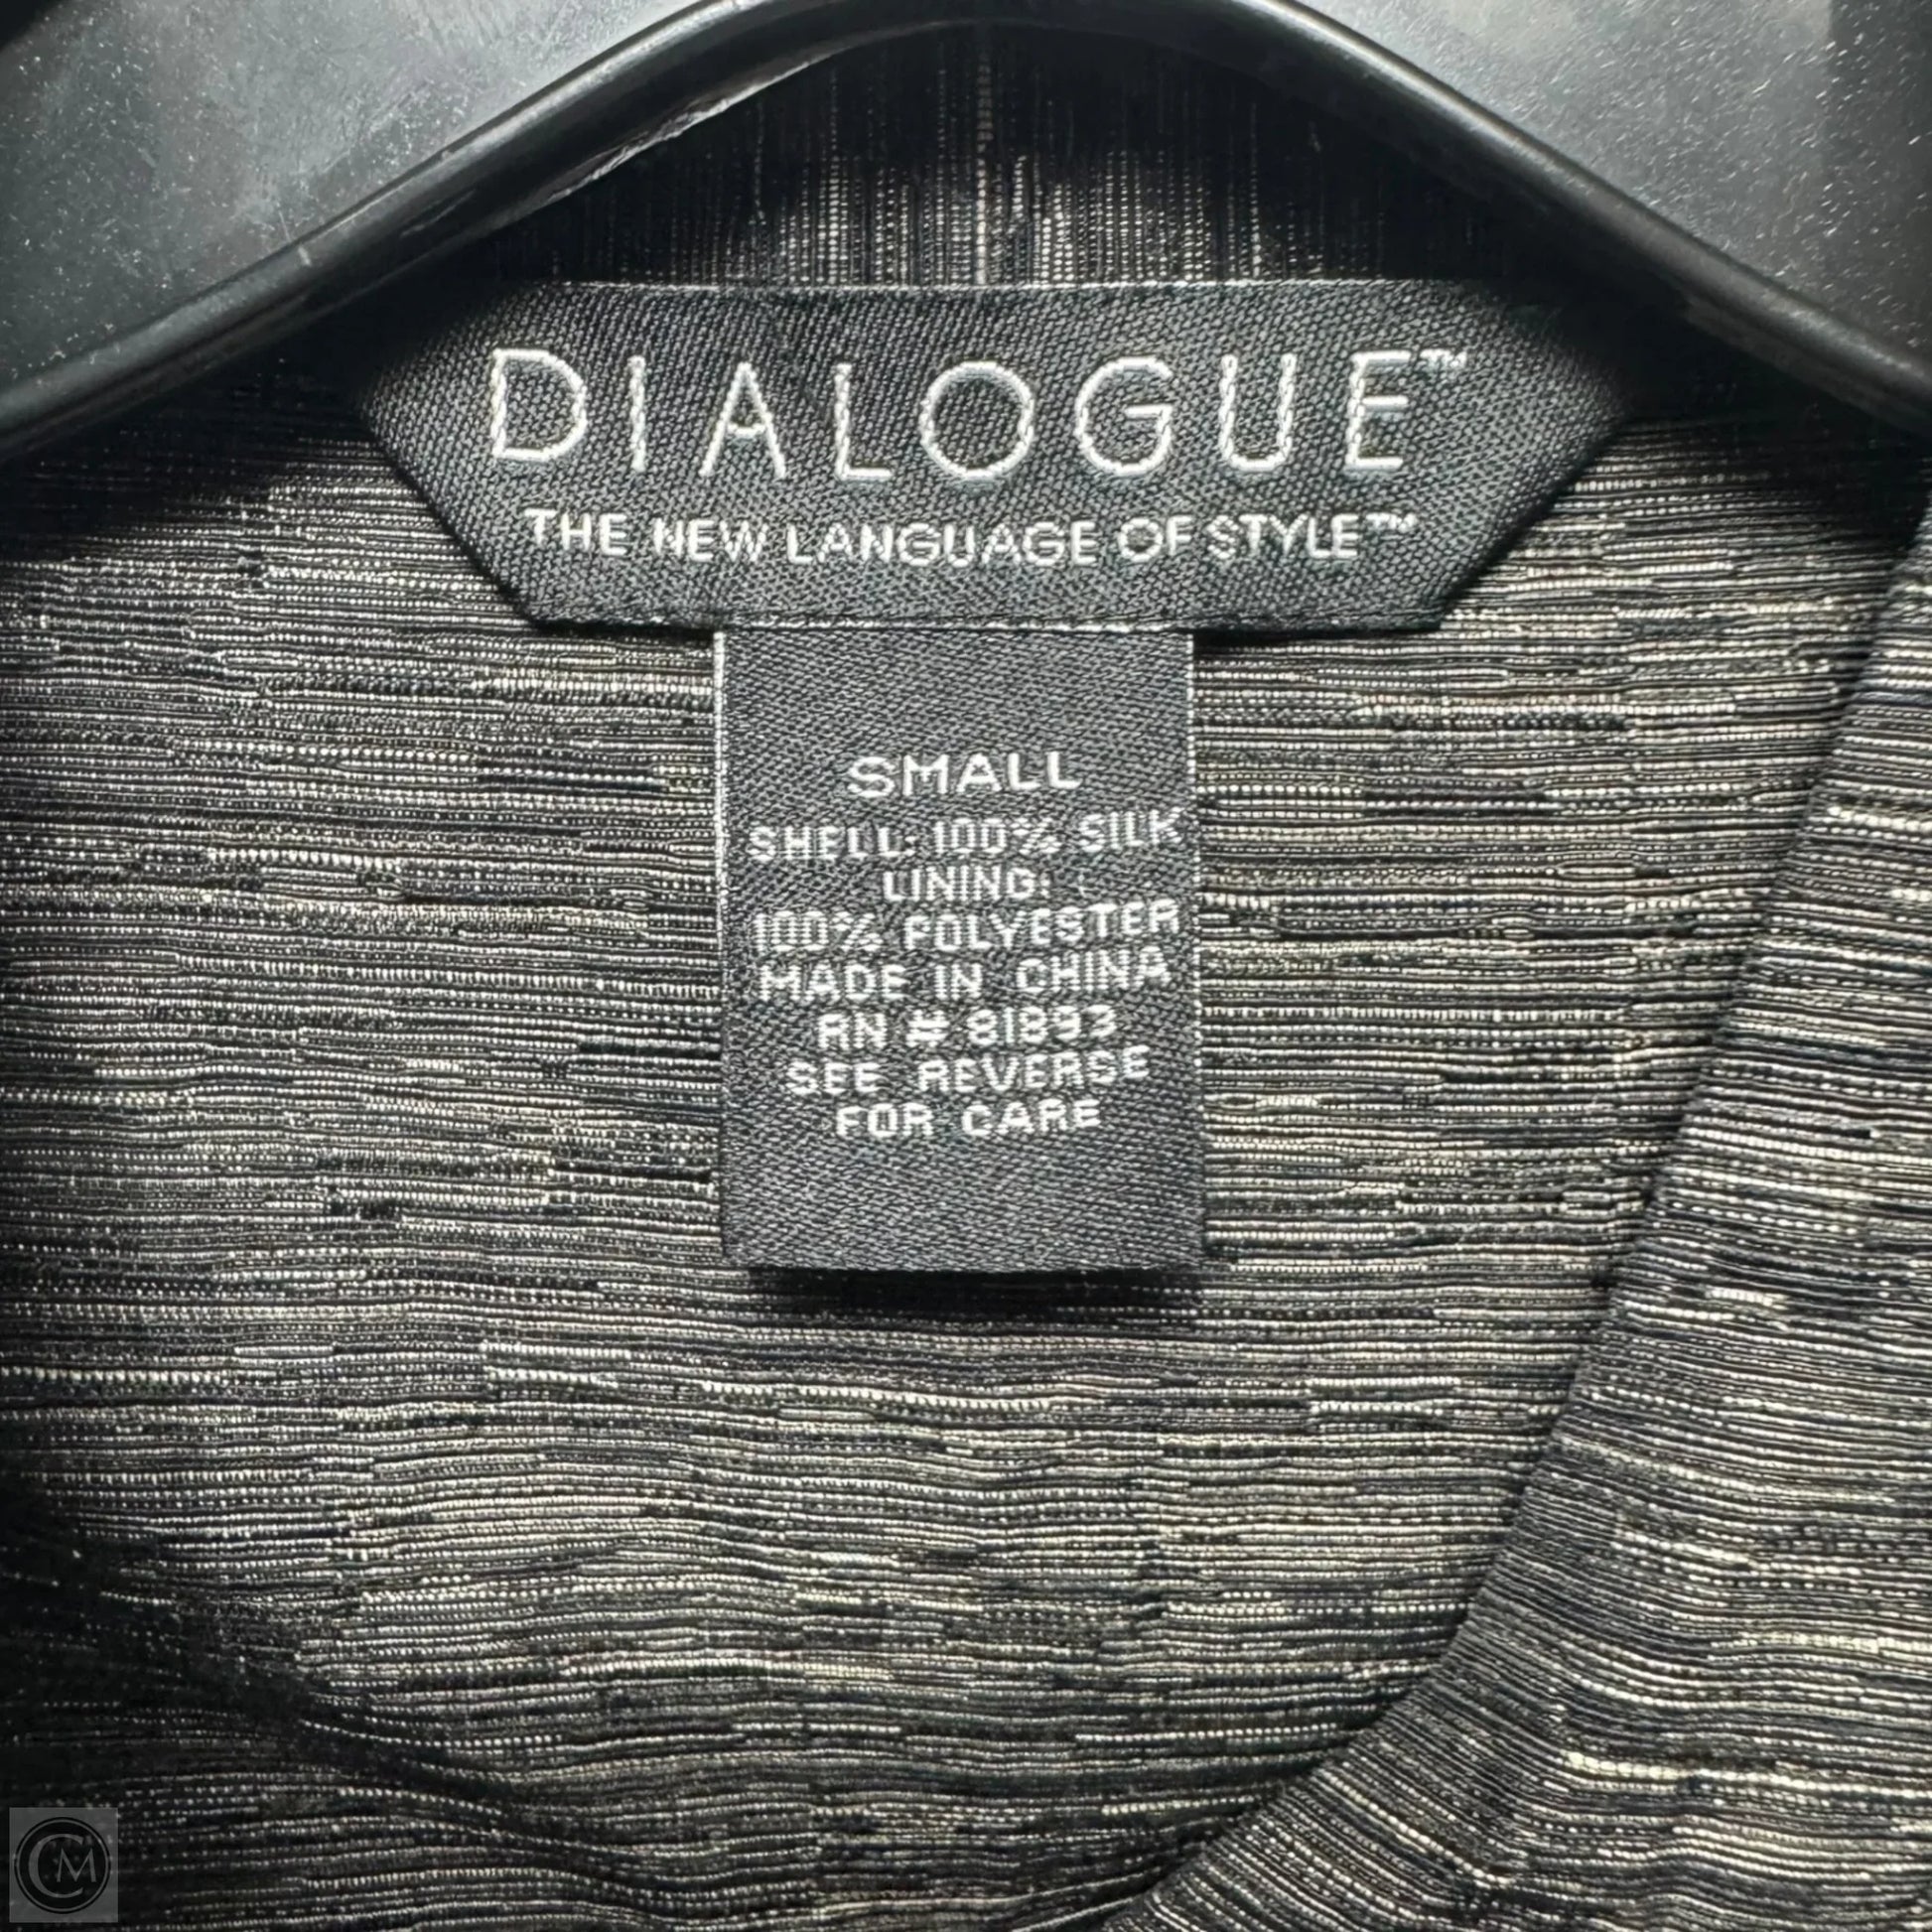 DIALOGUE™
THE NEW LANGUAGE OF STYLE™
SMALL
SHELL: 100% SILK
LINING:
100% POLYESTER
MADE IN CHINA
RN # 81893
SEE REVERSE
FOR CARE
CM